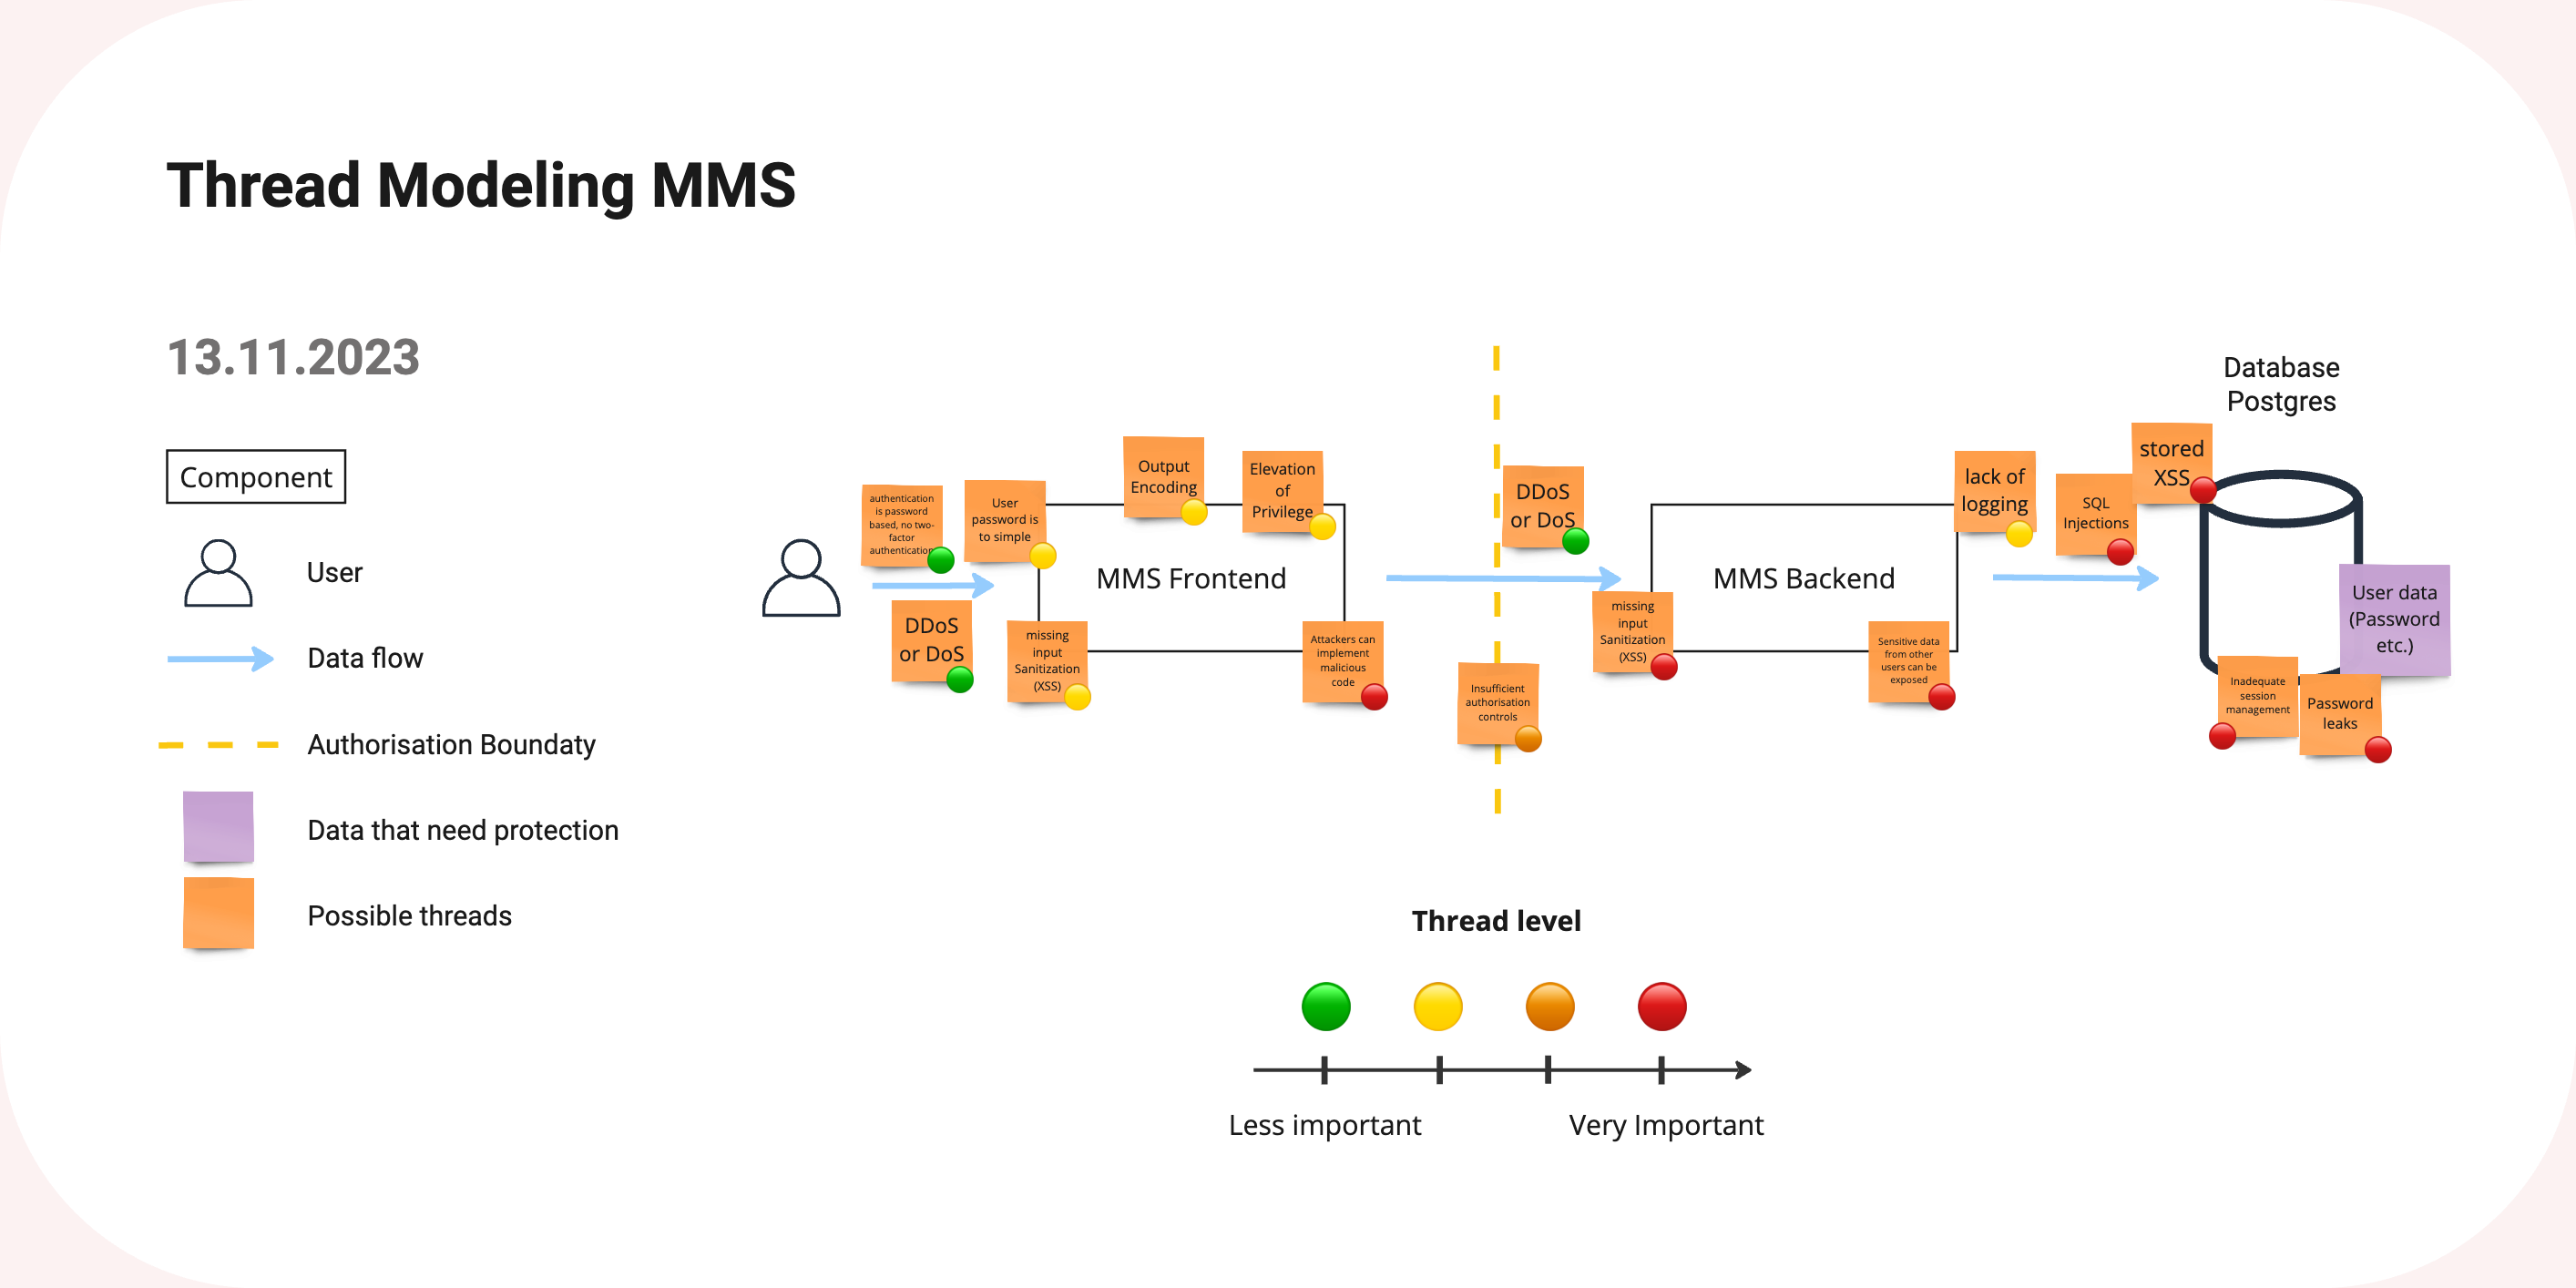 Thread Modeling MMS
13.11.2023
Component
User
Data flow
Authorisation Boundaty
Data that need protection
Possible threads
authentication
is password
based, no two-
factor
authentication
User
password is
to simple
DDoS
or DoS
Output
Encoding
Elevation
of
Privilege
MMS Frontend
missing
input
Sanitization
(XSS)
Attackers can
implement
malicious
code
DDoS
or DoS
Insufficient
authorisation
controls
MMS Backend
missing
input
Sanitization
(XSS)
Sensitive data
from other
users can be
exposed
lack of
logging
SQL
Injections
stored
XSS
Database
Postgres
User data
(Password
etc.)
Inadequate
session
management
Password
leaks
Thread level
Less important
Very Important